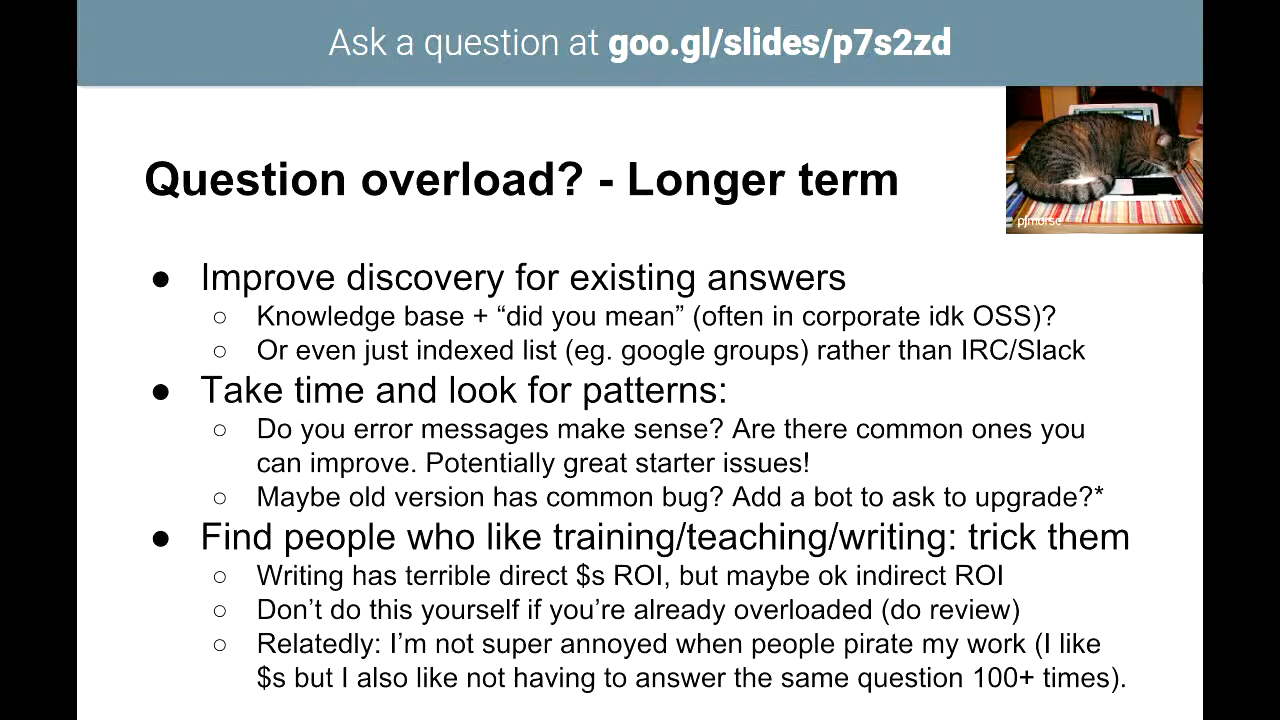 Ask a question at goo.gl/slides/p7s2zd
pjmorse
Question overload? - Longer term
● Improve discovery for existing answers
○ Knowledge base + “did you mean” (often in corporate idk OSS)?
○ Or even just indexed list (eg. google groups) rather than IRC/Slack
● Take time and look for patterns:
○ Do you error messages make sense? Are there common ones you
can improve. Potentially great starter issues!
○ Maybe old version has common bug? Add a bot to ask to upgrade?*
● Find people who like training/teaching/writing: trick them
○ Writing has terrible direct $s ROI, but maybe ok indirect ROI
○ Don’t do this yourself if you’re already overloaded (do review)
○ Relatedly: I’m not super annoyed when people pirate my work (I like
$s but I also like not having to answer the same question 100+ times).